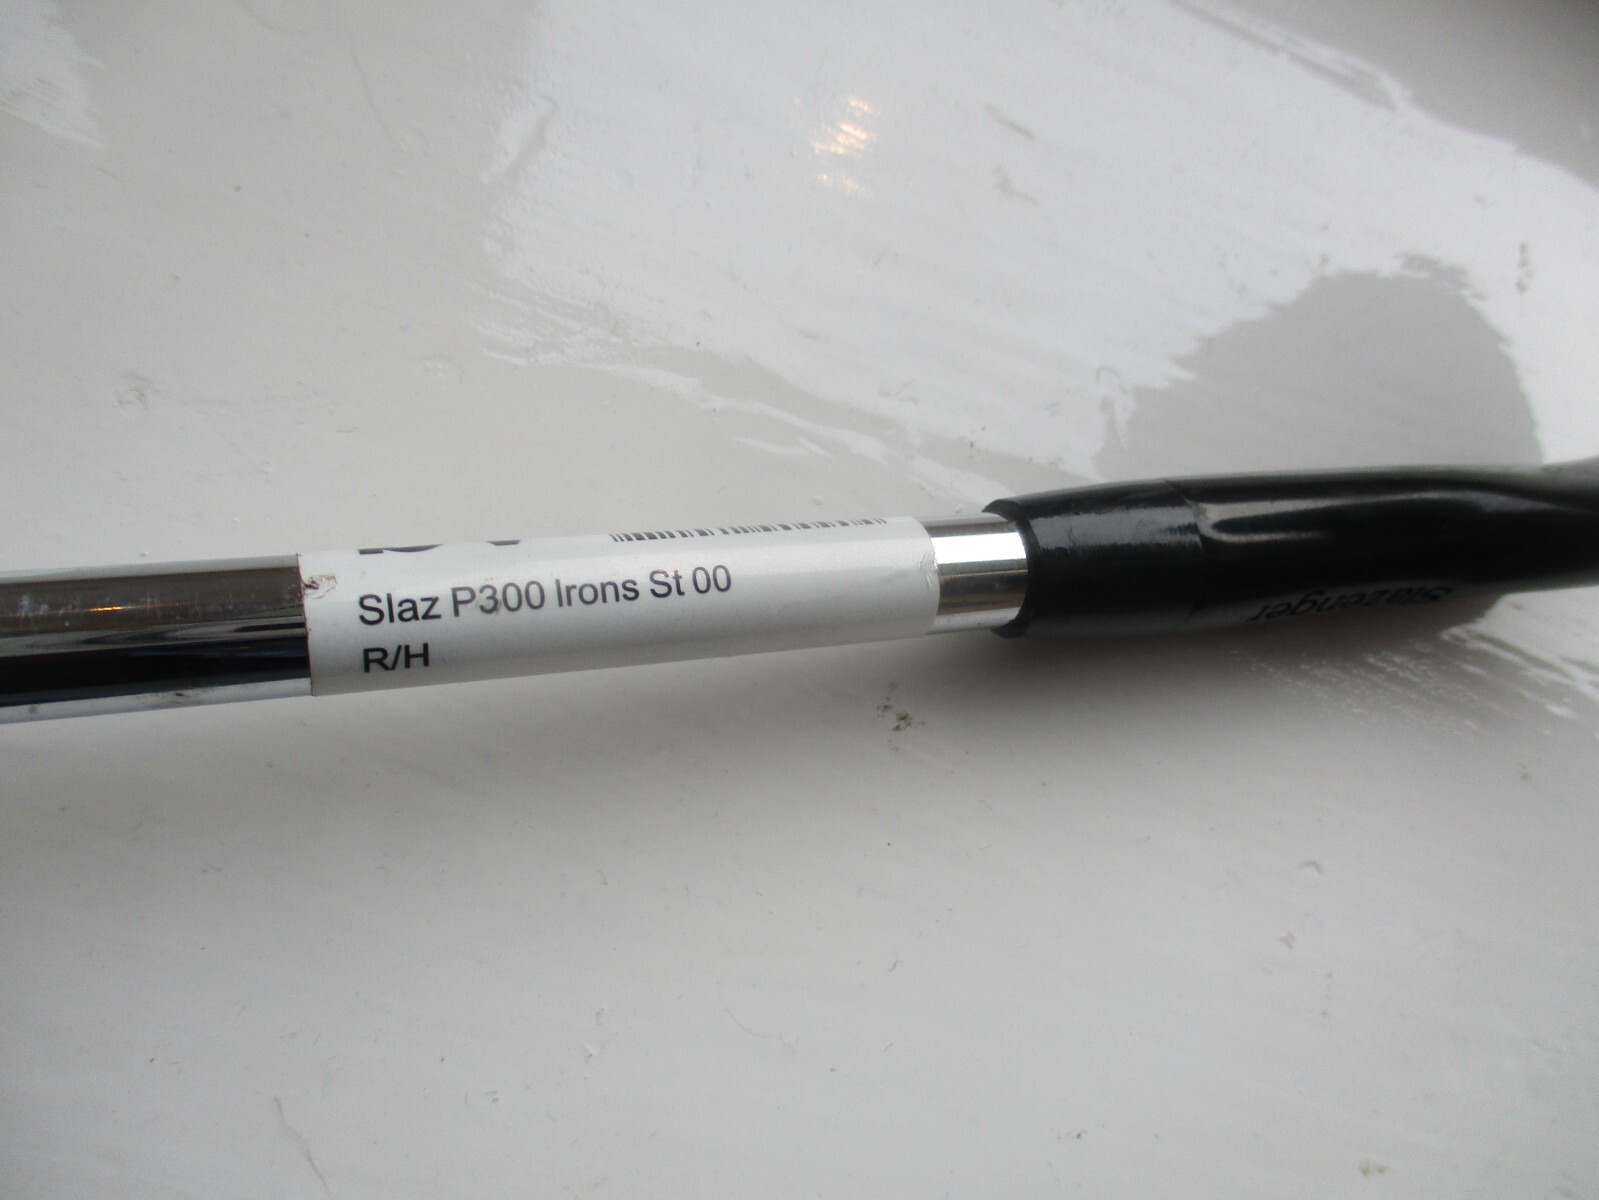 Slaz P300 Irons St 00
R/H
Slazenger